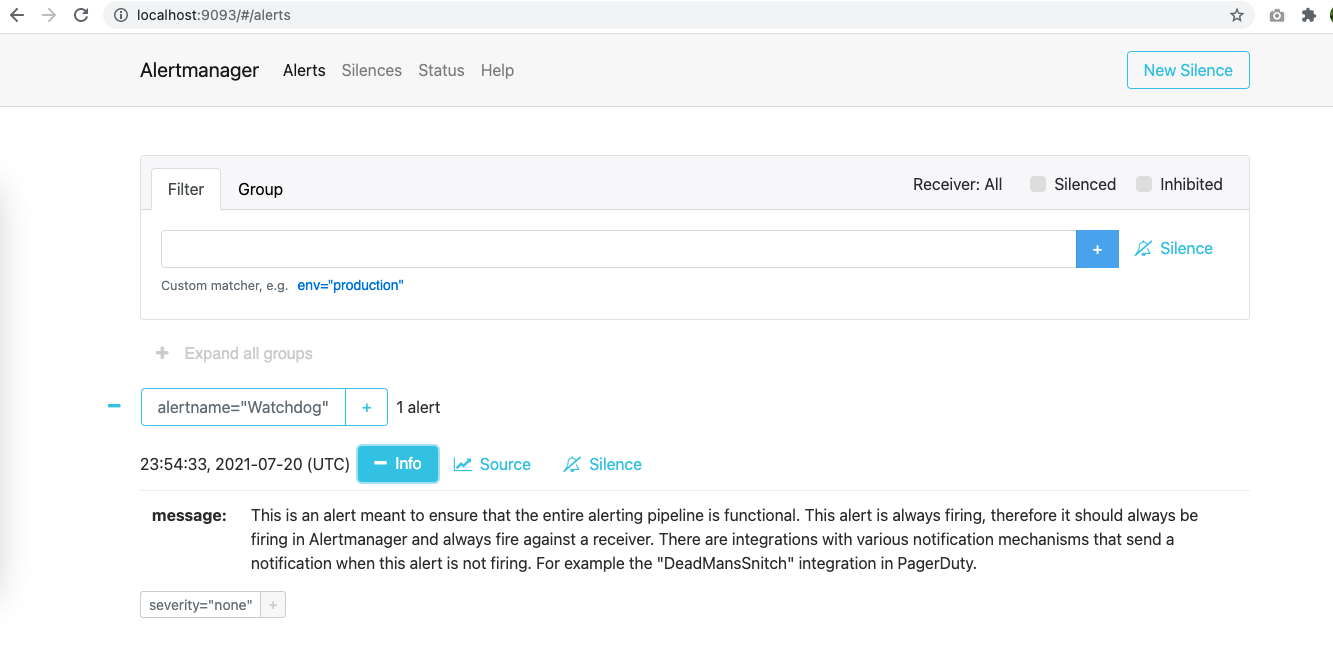 localhost:9093/#/alerts
Alertmanager Alerts Silences Status Help New Silence
Filter Group Receiver: All Silenced Inhibited
+ Silence
Custom matcher, e.g. env="production"
+ Expand all groups
alertname="Watchdog" + 1 alert
23:54:33, 2021-07-20 (UTC) Info Source Silence
message: This is an alert meant to ensure that the entire alerting pipeline is functional. This alert is always firing, therefore it should always be
firing in Alertmanager and always fire against a receiver. There are integrations with various notification mechanisms that send a
notification when this alert is not firing. For example the "DeadMansSnitch" integration in PagerDuty.
severity="none" +